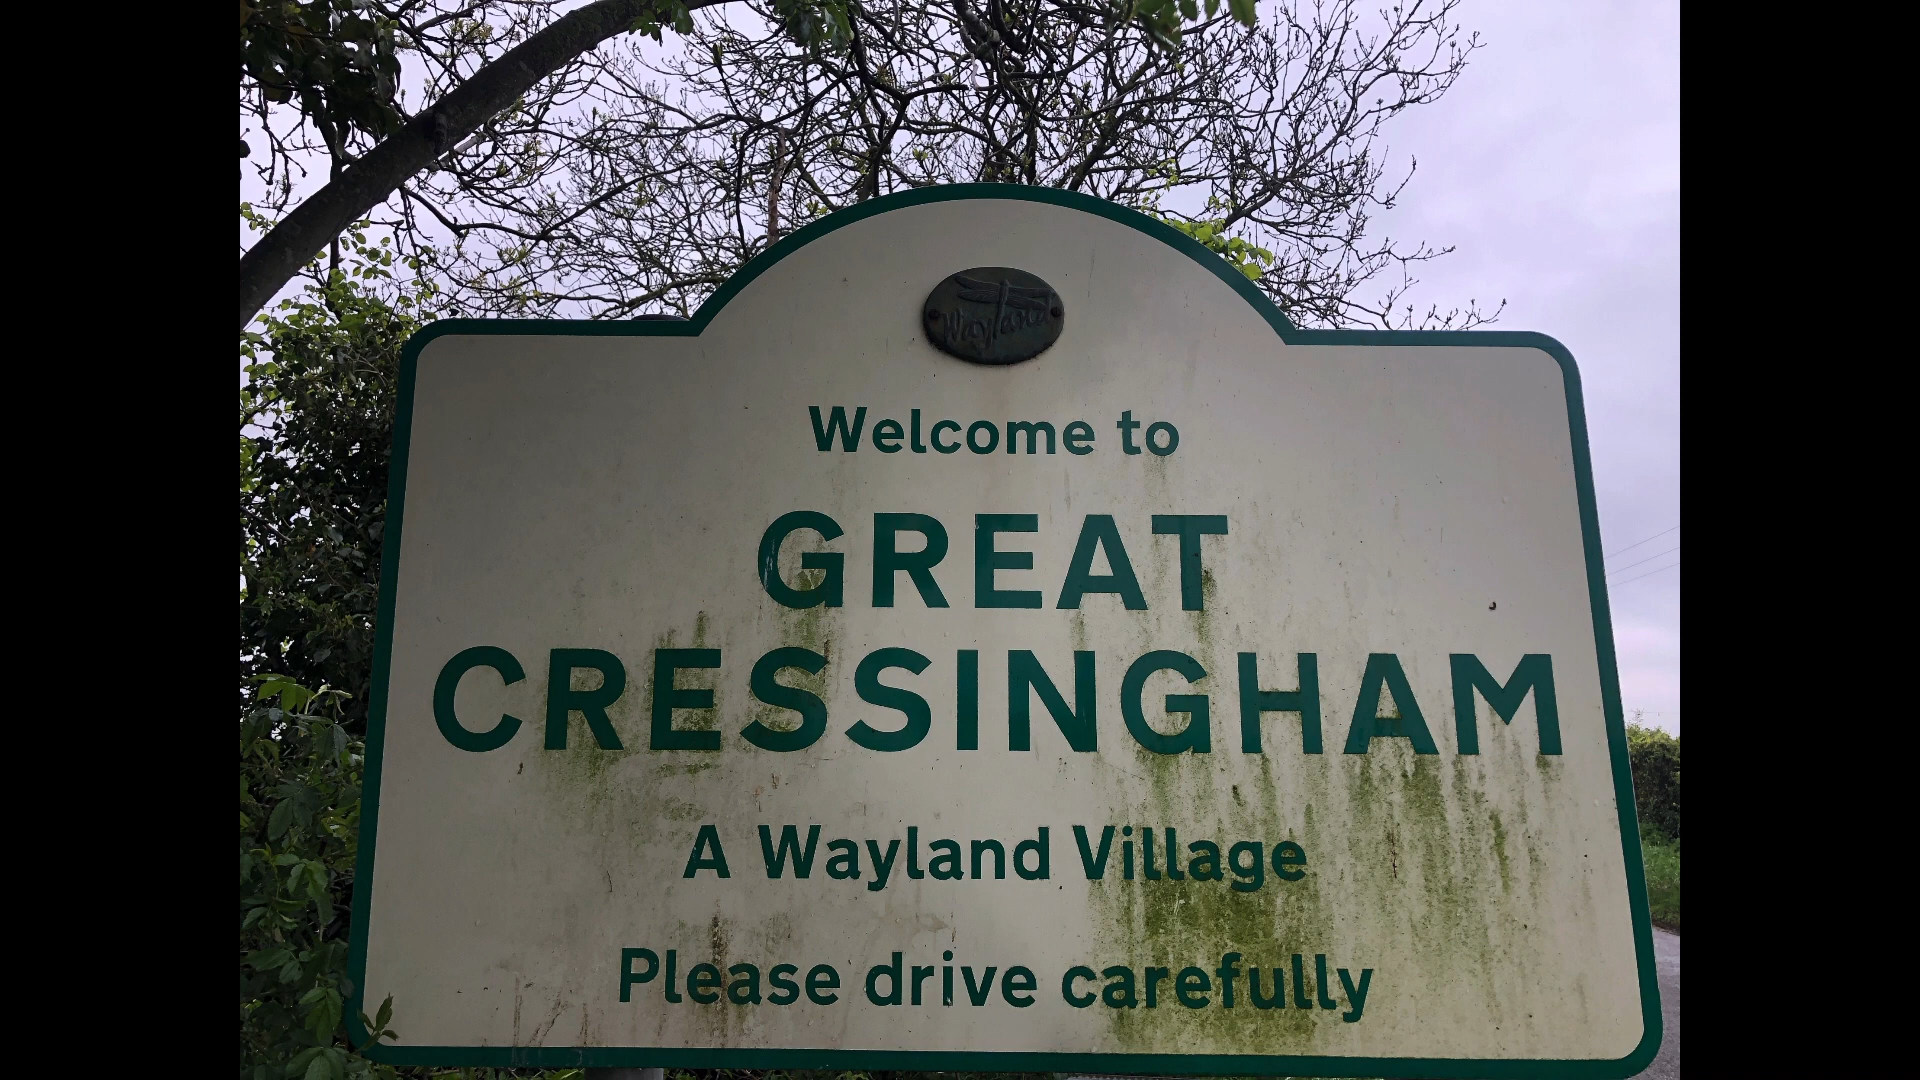 Wayland
Welcome to
GREAT
CRESSINGHAM
A Wayland Village
Please drive carefully